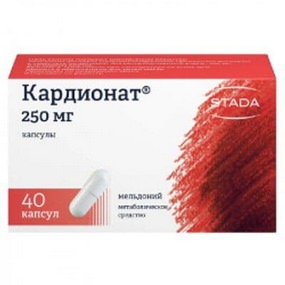 Кардионат®
250 мг
капсулы
STADA
40
капсул
мельдоний
метаболическое
средство